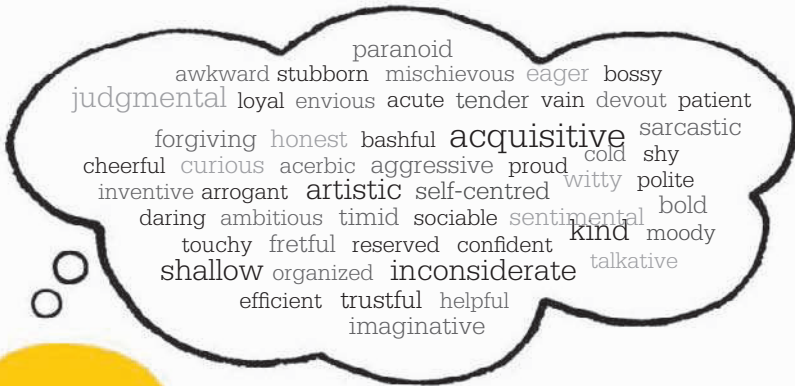 paranoid
awkward stubborn mischievous eager bossy
judgmental loyal envious acute tender vain devout patient
forgiving honest bashful acquisitive sarcastic
cheerful curious acerbic aggressive proud cold shy
inventive arrogant artistic self-centred witty polite
daring ambitious timid sociable sentimental bold
touchy fretful reserved confident kind moody
shallow organized inconsiderate talkative
efficient trustful helpful
imaginative